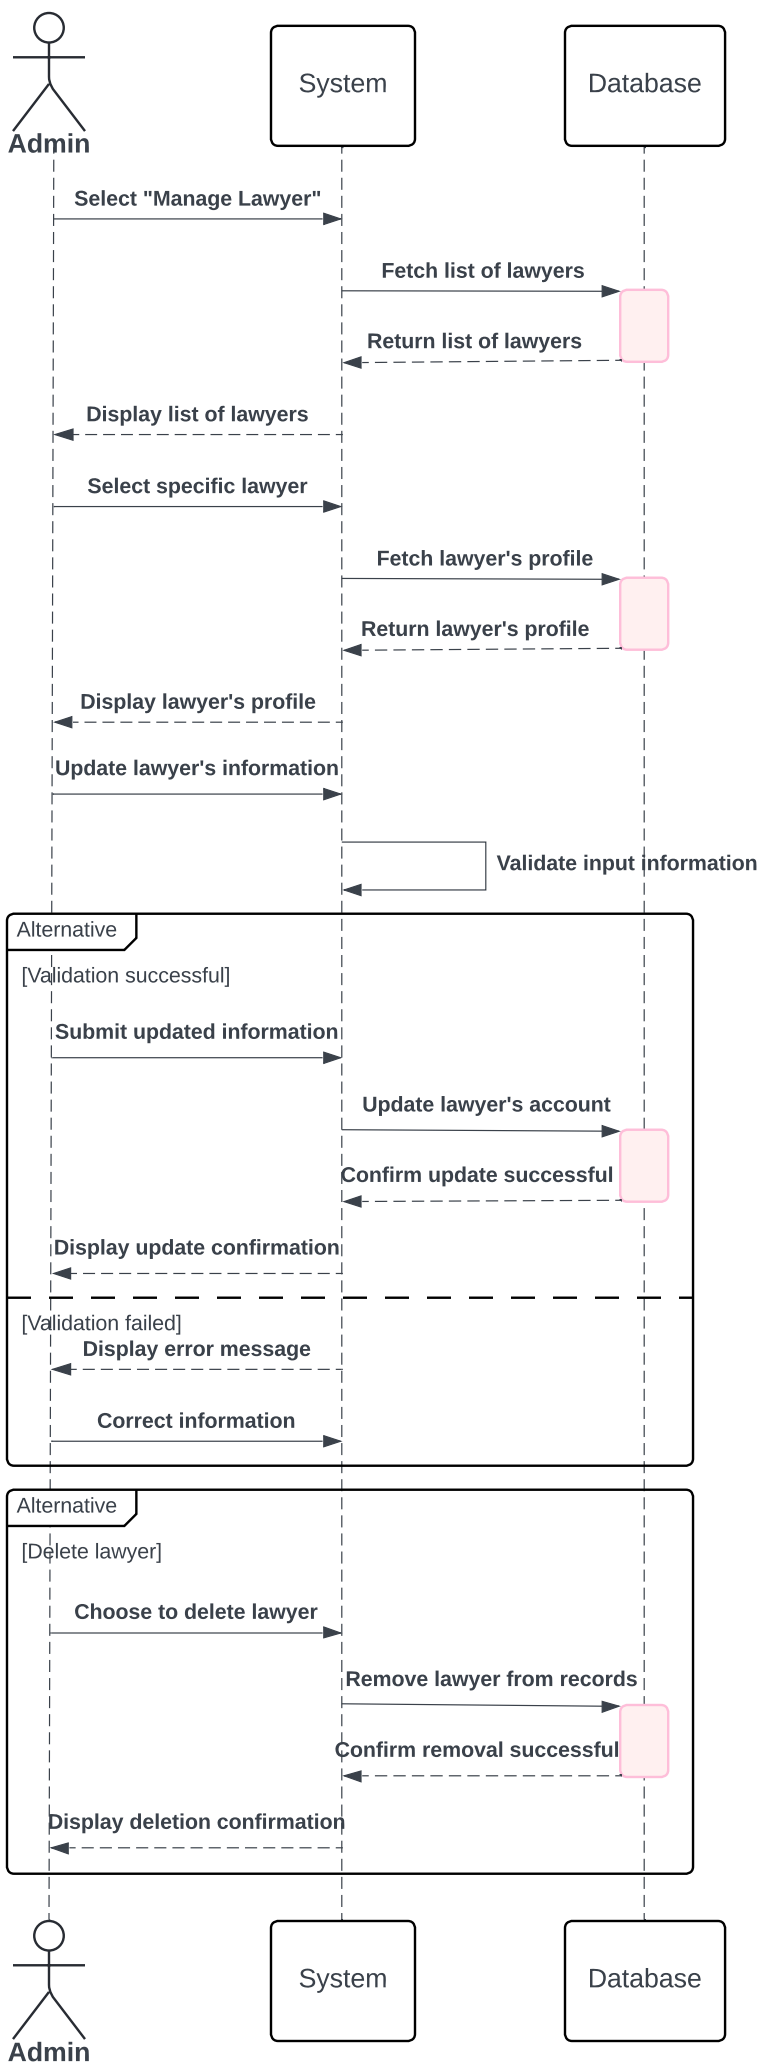 Admin
System
Database
Select "Manage Lawyer"
Fetch list of lawyers
Return list of lawyers
Display list of lawyers
Select specific lawyer
Fetch lawyer's profile
Return lawyer's profile
Display lawyer's profile
Update lawyer's information
Validate input information
Alternative
[Validation successful]
Submit updated information
Update lawyer's account
Confirm update successful
Display update confirmation
[Validation failed]
Display error message
Correct information
Alternative
[Delete lawyer]
Choose to delete lawyer
Remove lawyer from records
Confirm removal successful
Display deletion confirmation
System
Database
Admin